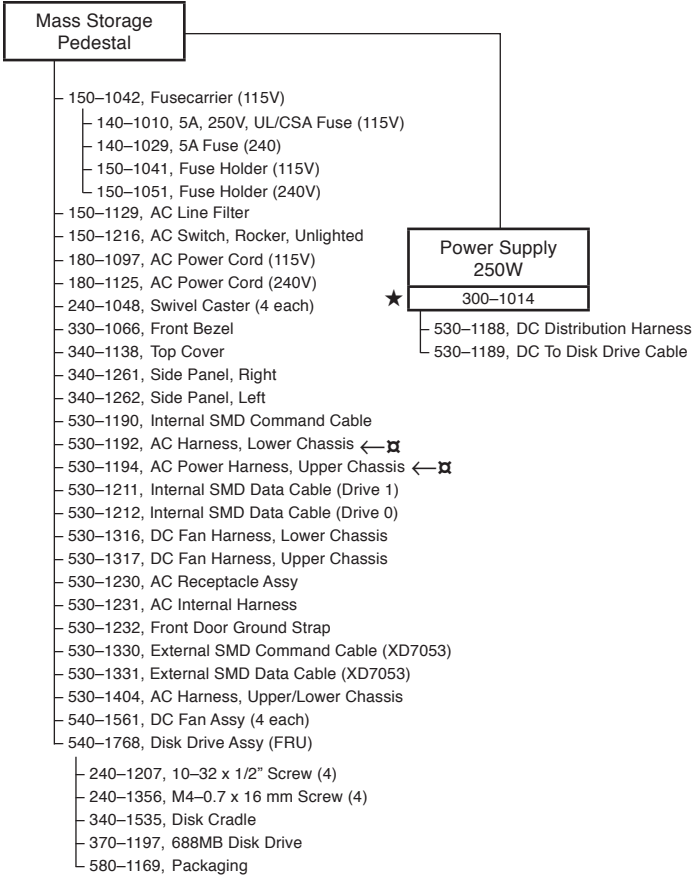 Mass Storage
Pedestal
150–1042, Fusecarrier (115V)
140–1010, 5A, 250V, UL/CSA Fuse (115V)
140–1029, 5A Fuse (240)
150–1041, Fuse Holder (115V)
150–1051, Fuse Holder (240V)
150–1129, AC Line Filter
150–1216, AC Switch, Rocker, Unlighted
180–1097, AC Power Cord (115V)
180–1125, AC Power Cord (240V)
240–1048, Swivel Caster (4 each)
330–1066, Front Bezel
340–1138, Top Cover
340–1261, Side Panel, Right
340–1262, Side Panel, Left
530–1190, Internal SMD Command Cable
530–1192, AC Harness, Lower Chassis ←¤
530–1194, AC Power Harness, Upper Chassis ←¤
530–1211, Internal SMD Data Cable (Drive 1)
530–1212, Internal SMD Data Cable (Drive 0)
530–1316, DC Fan Harness, Lower Chassis
530–1317, DC Fan Harness, Upper Chassis
530–1230, AC Receptacle Assy
530–1231, AC Internal Harness
530–1232, Front Door Ground Strap
530–1330, External SMD Command Cable (XD7053)
530–1331, External SMD Data Cable (XD7053)
530–1404, AC Harness, Upper/Lower Chassis
540–1561, DC Fan Assy (4 each)
540–1768, Disk Drive Assy (FRU)
240–1207, 10–32 x 1/2” Screw (4)
240–1356, M4–0.7 x 16 mm Screw (4)
340–1535, Disk Cradle
370–1197, 688MB Disk Drive
580–1169, Packaging
Power Supply
250W
★ 300–1014
530–1188, DC Distribution Harness
530–1189, DC To Disk Drive Cable